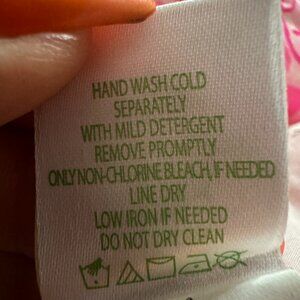 HAND WASH COLD
SEPARATELY
WITH MILD DETERGENT
REMOVE PROMPTLY
ONLY NON-CHLORINE BLEACH, IF NEEDED
LINE DRY
LOW IRON IF NEEDED
DO NOT DRY CLEAN